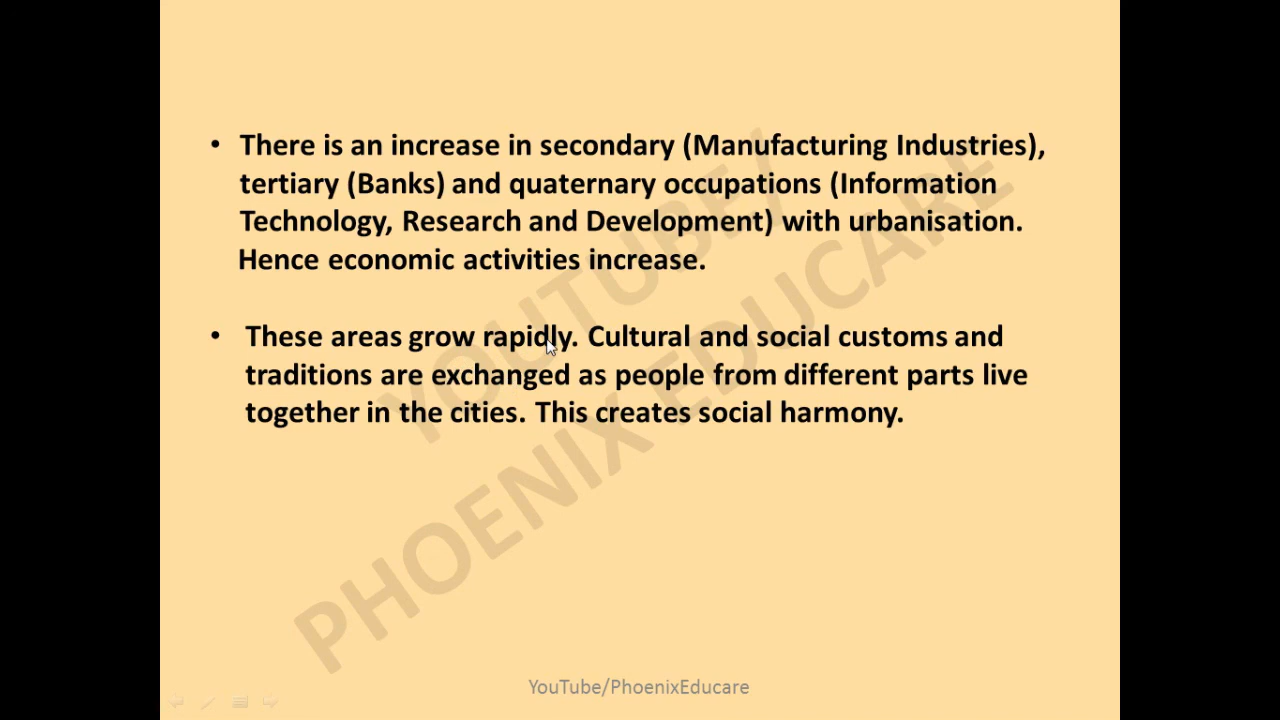 • There is an increase in secondary (Manufacturing Industries),
tertiary (Banks) and quaternary occupations (Information
Technology, Research and Development) with urbanisation.
Hence economic activities increase.
• These areas grow rapidly. Cultural and social customs and
traditions are exchanged as people from different parts live
together in the cities. This creates social harmony.
YOUTUBE/
PHOENIX EDUCARE
YouTube/PhoenixEducare